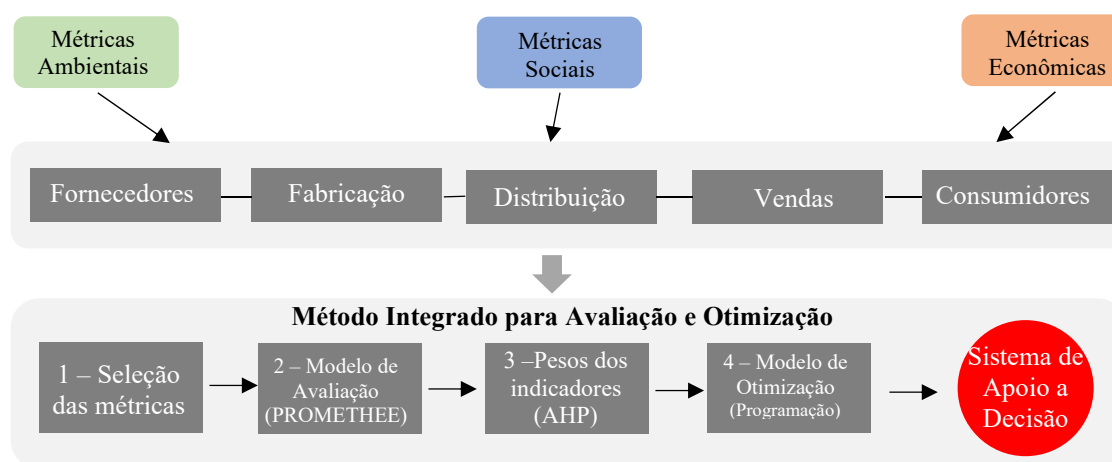 Métricas
Ambientais
Métricas
Sociais
Métricas
Econômicas
Fornecedores
Fabricação
Distribuição
Vendas
Consumidores
Método Integrado para Avaliação e Otimização
1 – Seleção
das métricas
2 – Modelo de
Avaliação
(PROMETHEE)
3 –Pesos dos
indicadores
(AHP)
4 – Modelo de
Otimização
(Programação)
Sistema de
Apoio a
Decisão